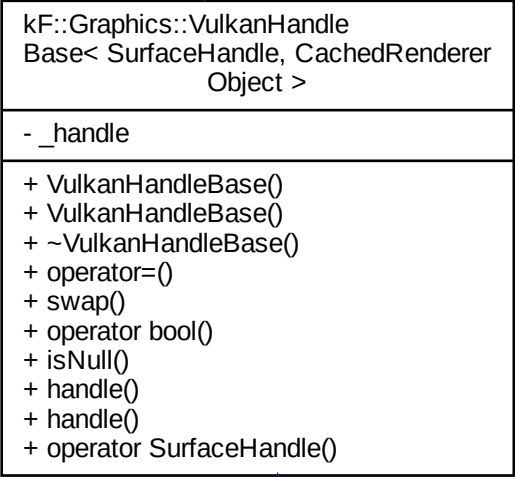 kF::Graphics::VulkanHandle
Base< SurfaceHandle, CachedRenderer
Object >
- _handle
+ VulkanHandleBase()
+ VulkanHandleBase()
+ ~VulkanHandleBase()
+ operator=()
+ swap()
+ operator bool()
+ isNull()
+ handle()
+ handle()
+ operator SurfaceHandle()